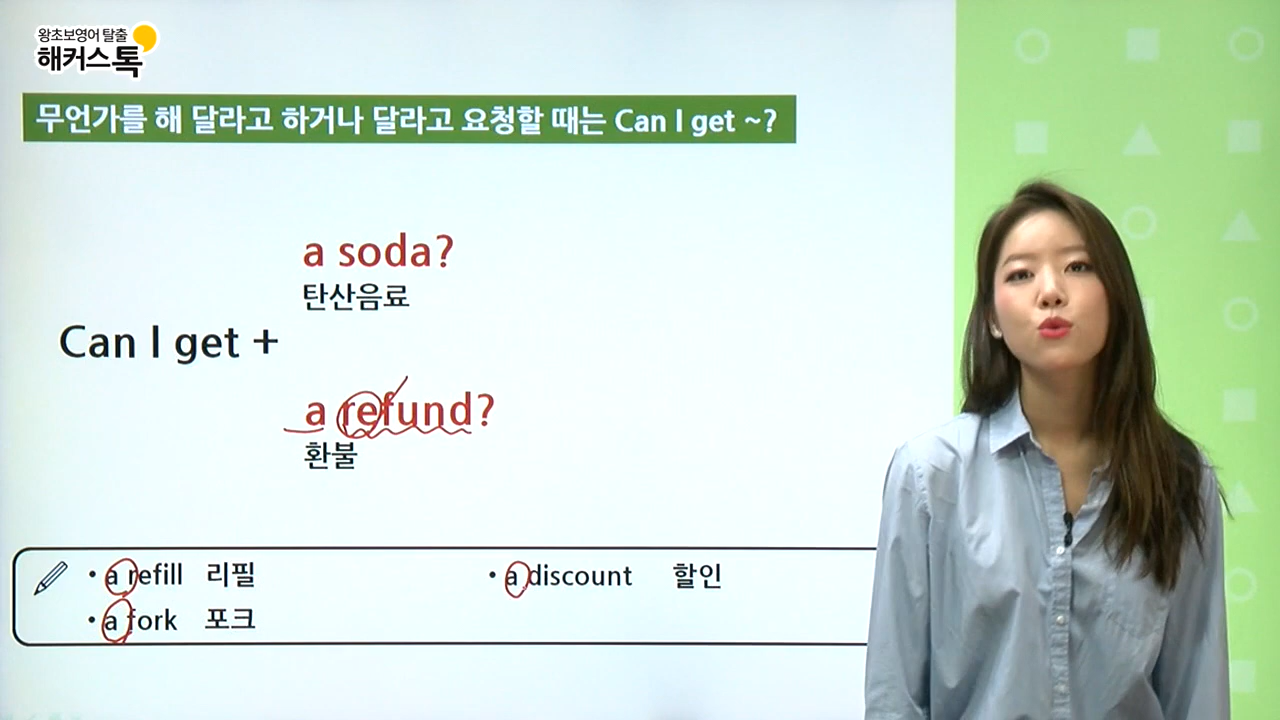 왕초보영어 탈출
해커스톡
무언가를 해 달라고 하거나 달라고 요청할 때는 Can I get ~?
a soda?
탄산음료
Can I get +
a refund?
환불
• a refill 리필
• a discount 할인
• a fork 포크